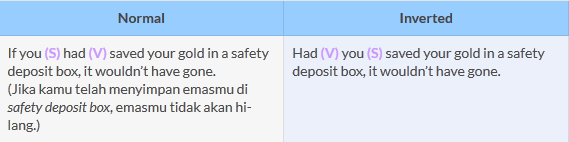 Normal
Inverted
If you (S) had (V) saved your gold in a safety
deposit box, it wouldn't have gone.
(Jika kamu telah menyimpan emasmu di
safety deposit box, emasmu tidak akan hi-
lang.)
Had (V) you (S) saved your gold in a safety
deposit box, it wouldn't have gone.